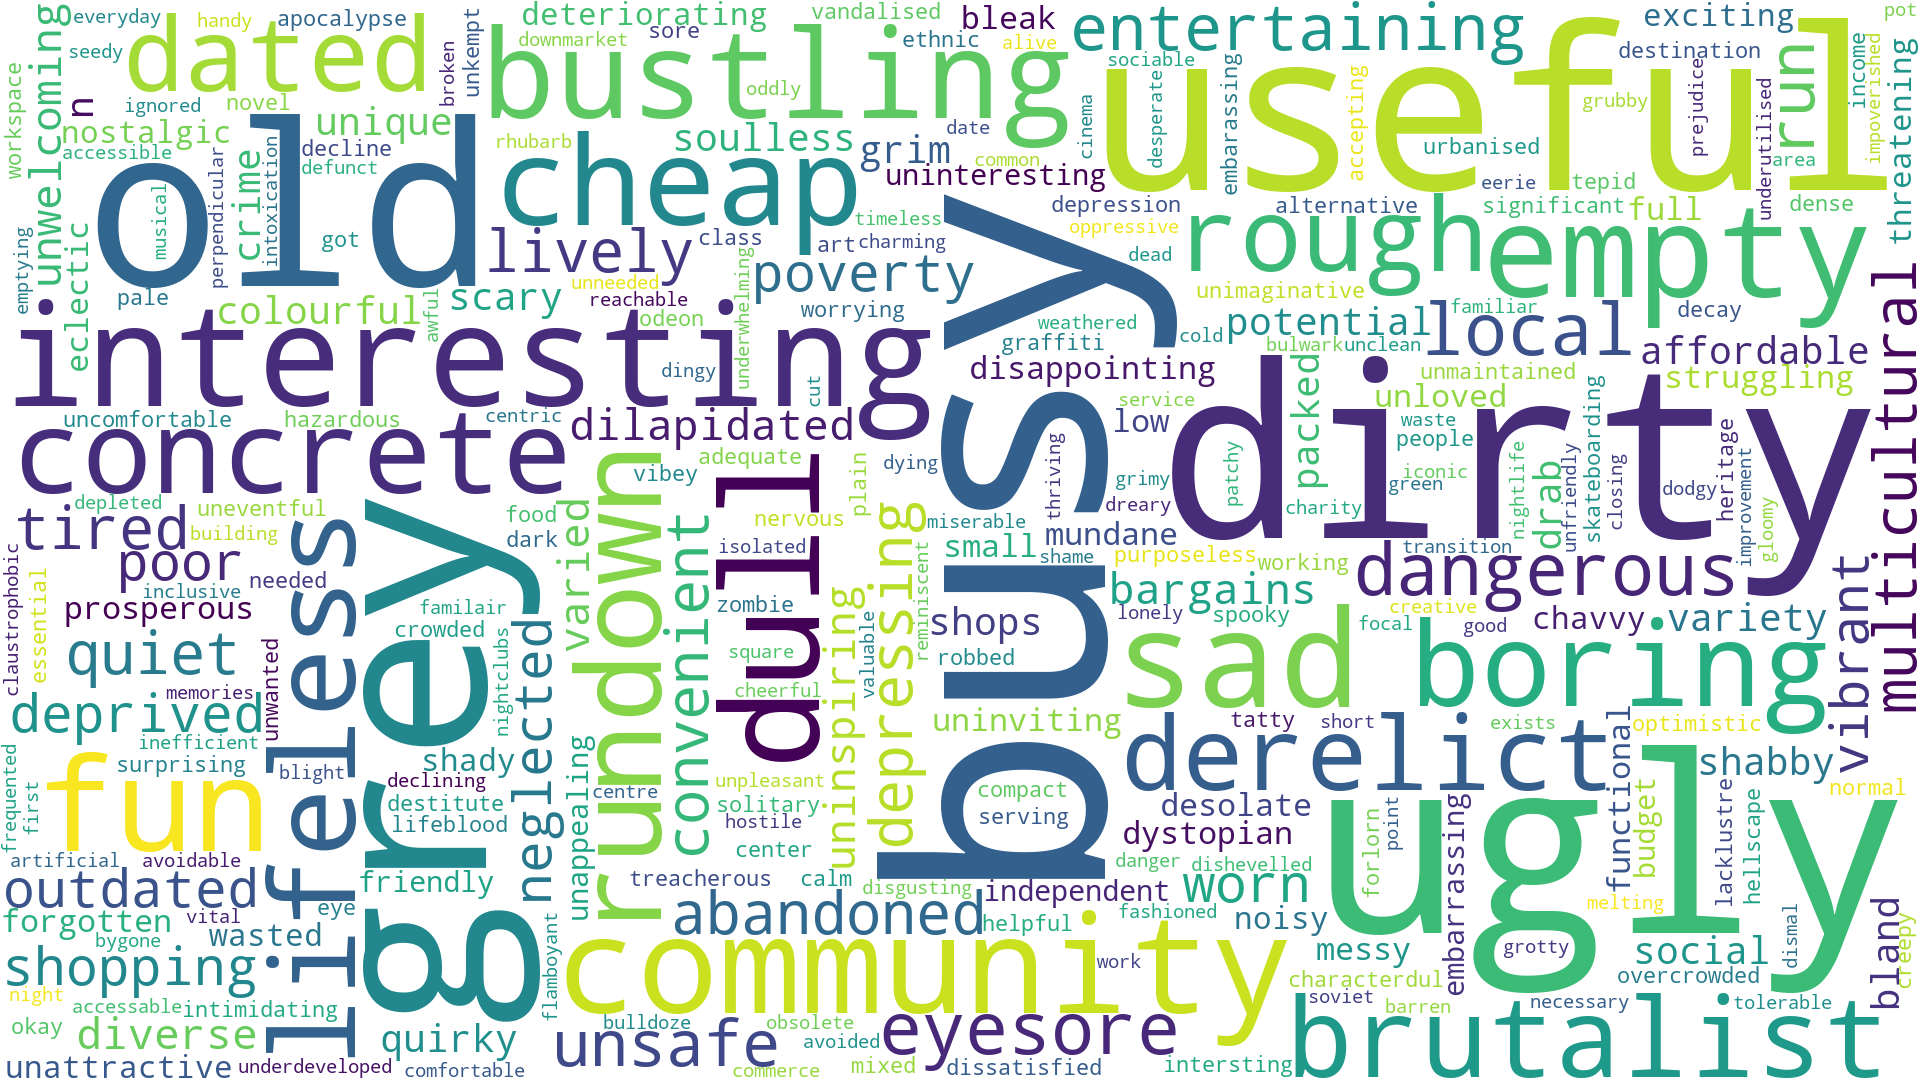 everyday
handy
apocalypse
deteriorating
vandalised
bleak
entertaining
exciting
pot
seedy
dated
downmarket
sore
ethnic
alive
useful
destination
unwelcoming
broken
unkempt
bustling
sociable
embarassing
run
income
impoverished
threatening
workspace
n
ignored
novel
oddly
cinema
desperate
accepting
grubby
prejudice
underutilised
nostalgic
unique
rhubarb
soulless
date
grim
common
urbanised
area
accessible
old
decline
defunct
cheap
uninteresting
eerie
tepid
crime
intoxication
perpendicular
musical
timeless
depression
alternative
significant
full
dense
eclectic
got
lively
class
art
charming
oppressive
dead
rough
empty
emptying
pale
unneeded
poverty
busy
unimaginative
multicultural
colourful
scary
reachable
worrying
familiar
decay
awful
odeon
underwhelming
weathered
cold
potential
local
interesting
graffiti
bulwark
unclean
affordable
dingy
cut
disappointing
packed
unmaintained
struggling
uncomfortable
hazardous
centric
dilapidated
service
low
dirty
unloved
skateboarding
concrete
waste
people
vibey
adequate
dying
thriving
grimy
patchy
iconic
heritage
depleted
uneventful
food
rundown
dull
plain
dreary
charity
green
nightlife
drab
unfriendly
closing
dodgy
improvement
gloomy
tired
building
dark
varied
convenient
nervous
miserable
mundane
poor
isolated
depressing
small
shame
purposeless
working
transition
dangerous
claustrophobic
essential
inclusive
needed
lifeless
grey
reminiscent
bargains
prosperous
familair
zombie
uninspiring
valuable
shops
lonely
spooky
creative
focal
good
chavvy
variety
vibrant
quiet
crowded
neglected
nightclubs
square
robbed
sad
boring
unwanted
memories
cheerful
deprived
uninviting
tatty
short
exists
optimistic
inefficient
surprising
shady
unappealing
derelict
functional
shabby
frequented
first
fun
blight
declining
centre
unpleasant
compact
normal
destitute
solitary
serving
desolate
point
ugly
budget
lacklustre
hellscape
lifeblood
hostile
dystopian
embarrassing
artificial
avoidable
center
danger
dishevelled
forlorn
outdated
friendly
treacherous
calm
disgusting
independent
worn
melting
bland
creepy
forgotten
vital
eye
flamboyant
abandoned
helpful
fashioned
noisy
bygone
wasted
community
messy
grotty
social
dismal
shopping
work
characterdul
overcrowded
night
accessable
intimidating
soviet
barren
necessary
tolerable
okay
diverse
quirky
bulldoze
obsolete
eyesore
brutalist
unsafe
avoided
unattractive
underdeveloped
comfortable
commerce
mixed
dissatisfied
intersting